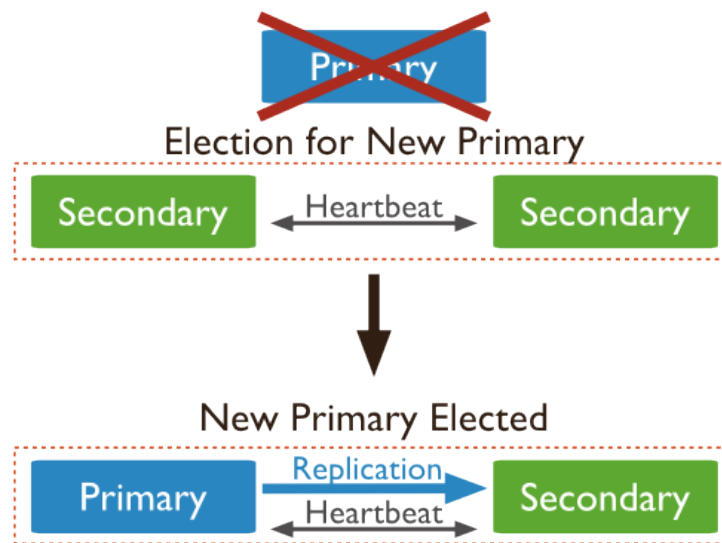 Primary
Election for New Primary
Secondary Heartbeat Secondary
New Primary Elected
Replication
Primary Secondary
Heartbeat